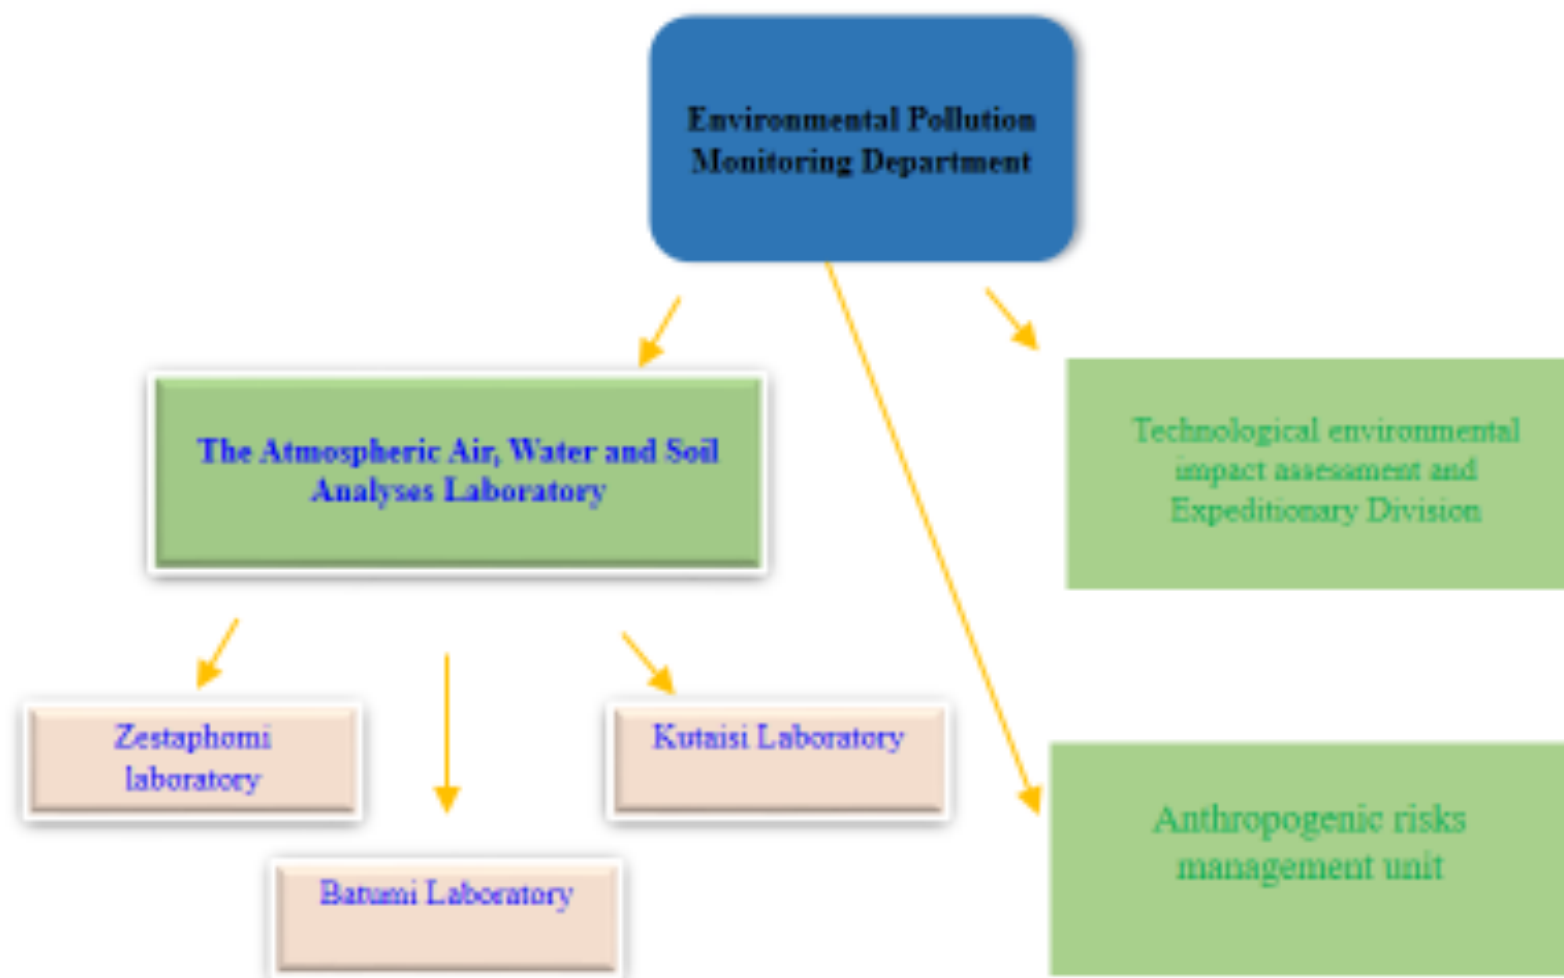 Environmental Pollution
Monitoring Department
The Atmospheric Air, Water and Soil
Analyses Laboratory
Technological environmental
impact assessment and
Expeditionary Division
Zestaphomi
laboratory
Kutaisi Laboratory
Batumi Laboratory
Anthropogenic risks
management unit